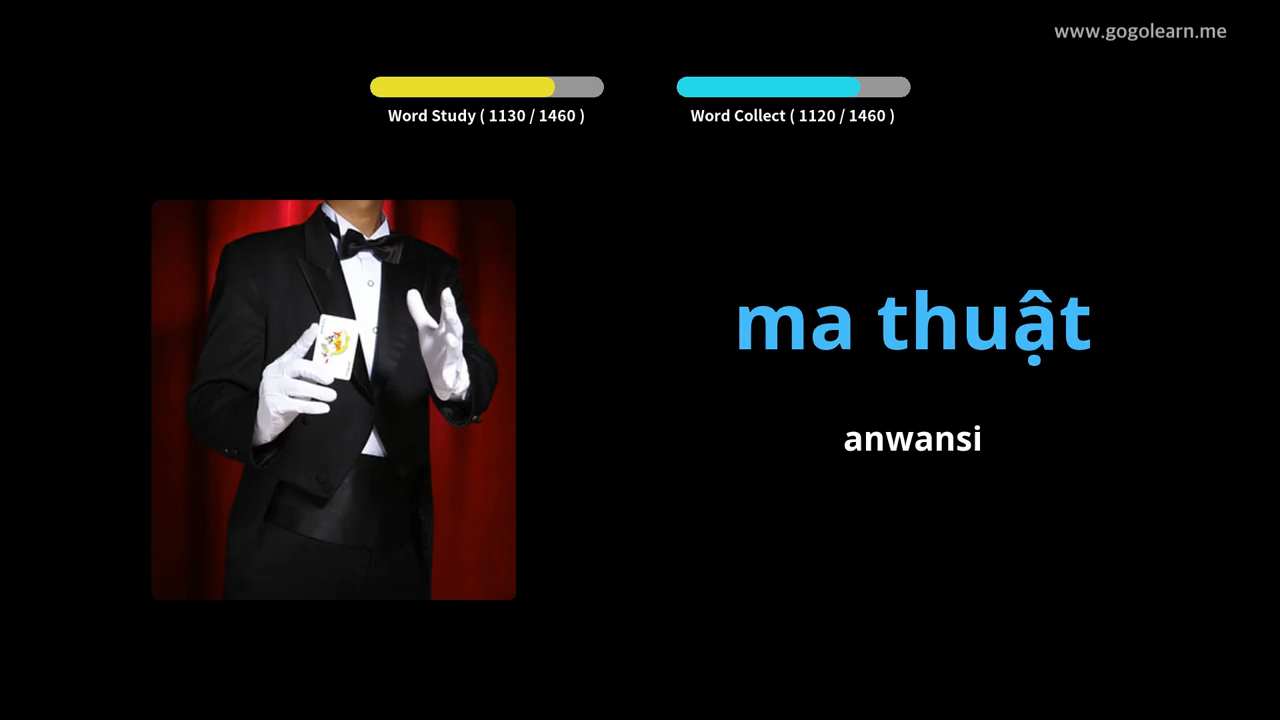 www.gogolearn.me
Word Study ( 1130 / 1460 )
Word Collect ( 1120 / 1460 )
ma thuật
anwansi